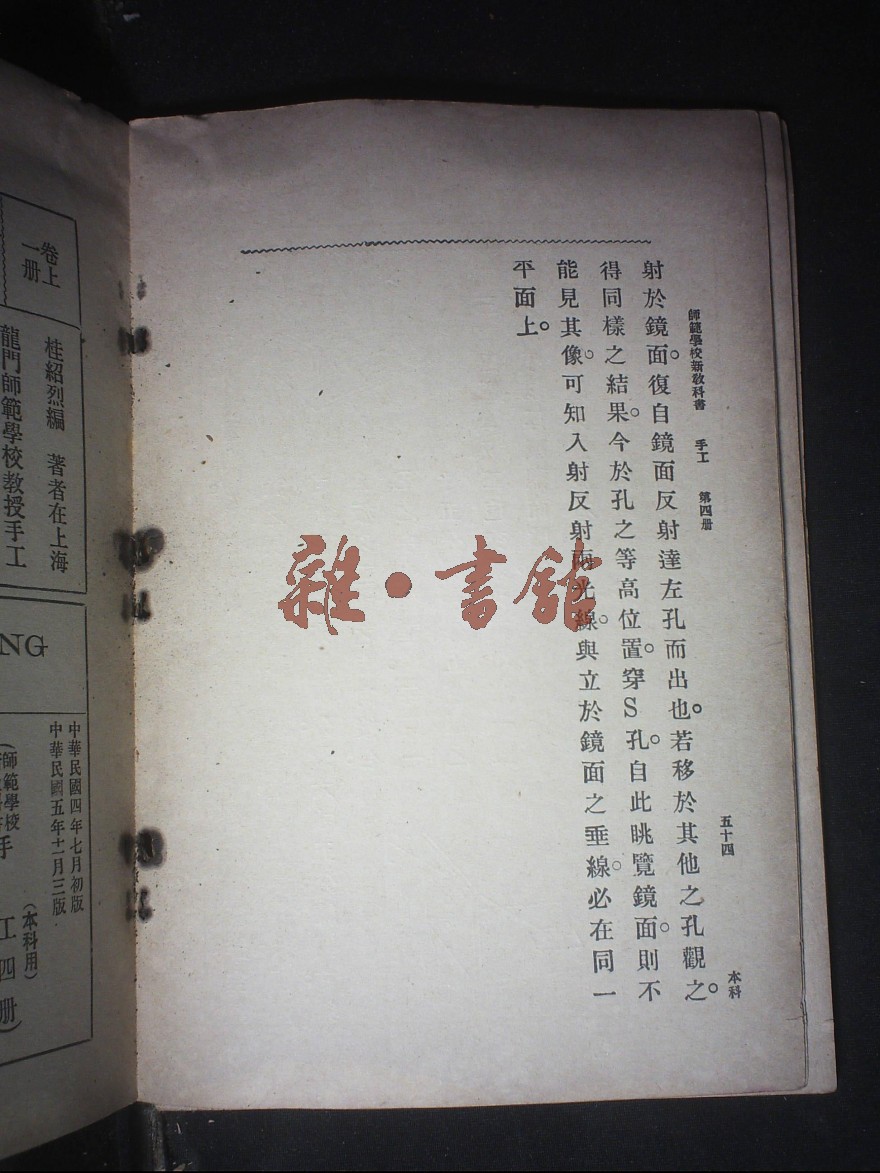 師範學校新敎科書 手工 第四册 五十四 本科
射於鏡面。復自鏡面反射達左孔而出也。若移於其他之孔觀之。
得同樣之結果。今於孔之等高位置。穿S孔。自此眺覽鏡面。則不
能見其像。可知入射反射兩光線。與立於鏡面之垂線。必在同一
平面上。
雜·書館
卷上
一册
桂紹烈編 著者在上海
龍門師範學校教授手工
NG
中華民國四年七月初版
中華民國五年十一月三版
(本科用)
(師範學校
手工四册)